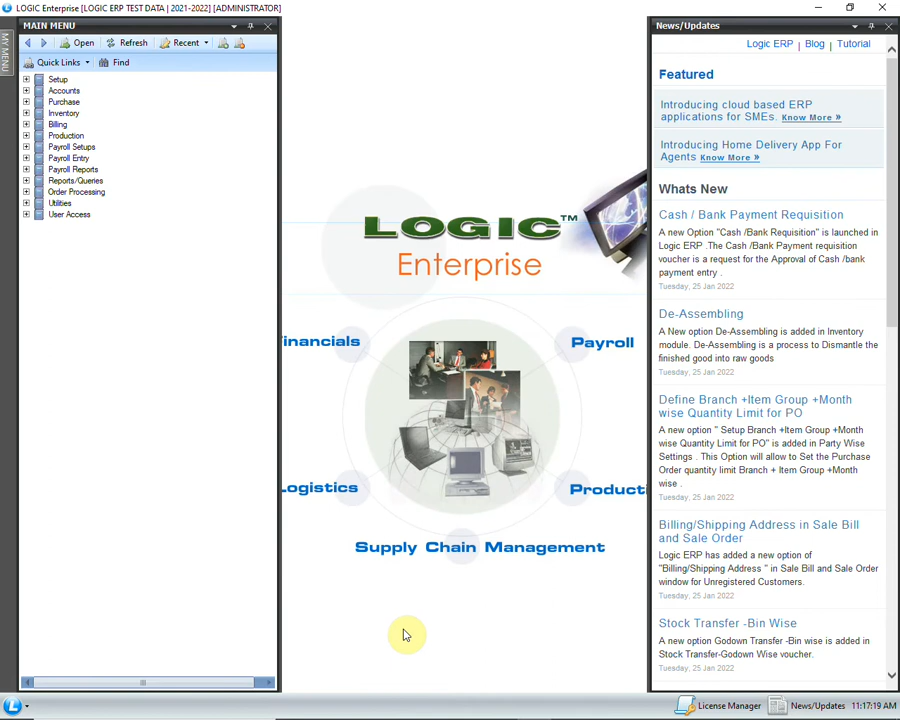 LOGIC Enterprise [LOGIC ERP TEST DATA | 2021-2022] [ADMINISTRATOR]
MY MENU
MAIN MENU
Open Refresh Recent
Quick Links Find
Setup
Accounts
Purchase
Inventory
Billing
Production
Payroll Setups
Payroll Entry
Payroll Reports
Reports/Queries
Order Processing
Utilities
User Access
LOGIC™
Enterprise
inancials
Payroll
Logistics
Producti
Supply Chain Management
News/Updates
Logic ERP | Blog | Tutorial
Featured
Introducing cloud based ERP
applications for SMEs. Know More »
Introducing Home Delivery App For
Agents Know More »
Whats New
Cash / Bank Payment Requisition
A new Option "Cash /Bank Requisition" is launched in
Logic ERP .The Cash /Bank Payment requisition
voucher is a request for the Approval of Cash /bank
payment entry .
Tuesday, 25 Jan 2022
De-Assembling
A New option De-Assembling is added in Inventory
module. De-Assembling is a process to Dismantle the
finished good into raw goods
Tuesday, 25 Jan 2022
Define Branch +Item Group +Month
wise Quantity Limit for PO
A new option " Setup Branch +Item Group +Month
wise Quantity Limit for PO" is added in Party Wise
Settings . This Option will allow to Set the Purchase
Order quantity limit Branch + Item Group +Month
wise .
Tuesday, 25 Jan 2022
Billing/Shipping Address in Sale Bill
and Sale Order
Logic ERP has added a new option of
"Billing/Shipping Address " in Sale Bill and Sale Order
window for Unregistered Customers.
Tuesday, 25 Jan 2022
Stock Transfer -Bin Wise
A new option Godown Transfer -Bin wise is added in
Stock Transfer-Godown Wise voucher.
Tuesday, 25 Jan 2022
L
License Manager News/Updates 11:17:19 AM